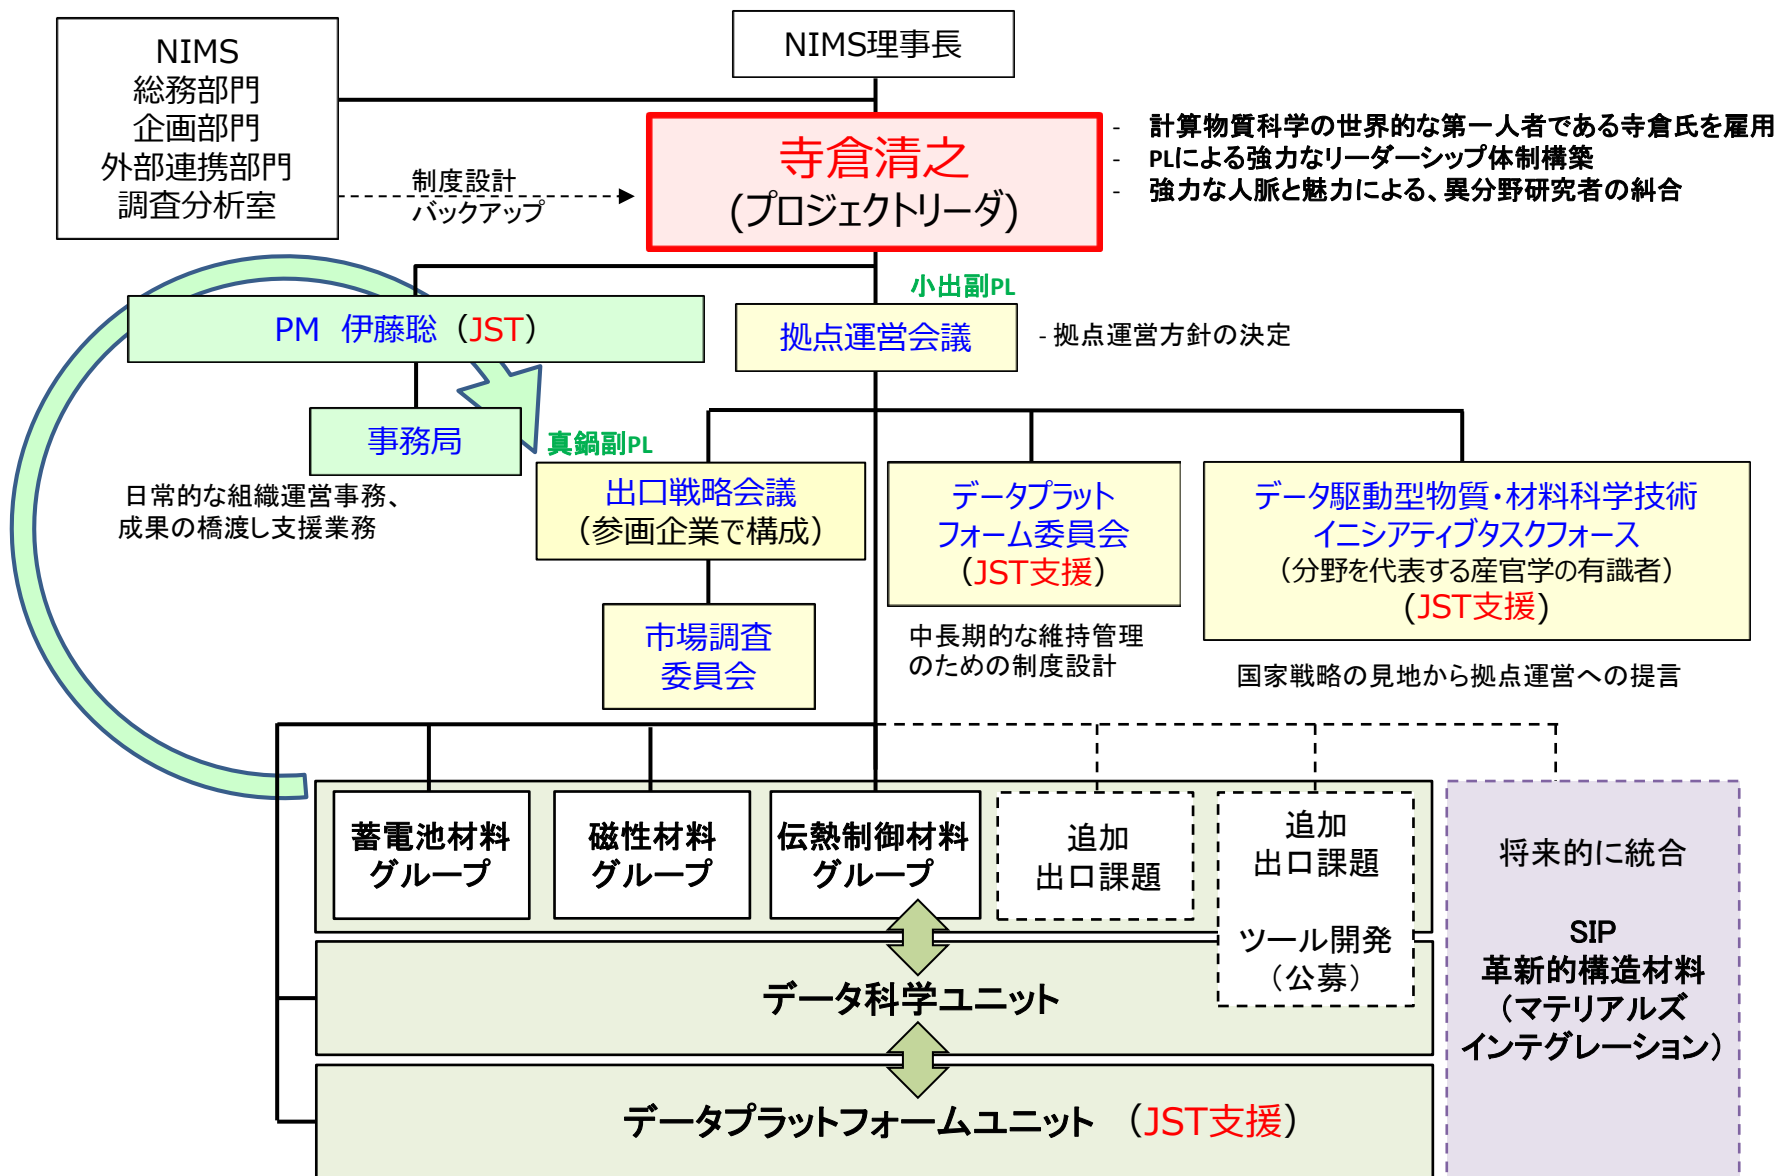 NIMS
総務部門
企画部門
外部連携部門
調査分析室
NIMS理事長
制度設計
バックアップ
寺倉清之
(プロジェクトリーダ)
- 計算物質科学の世界的な第一人者である寺倉氏を雇用
- PLによる強力なリーダーシップ体制構築
- 強力な人脈と魅力による、異分野研究者の糾合
小出副PL
PM 伊藤聡（JST）
拠点運営会議
- 拠点運営方針の決定
事務局
真鍋副PL
日常的な組織運営事務、
成果の橋渡し支援業務
出口戦略会議
（参画企業で構成）
データプラット
フォーム委員会
（JST支援）
データ駆動型物質・材料科学技術
イニシアティブタスクフォース
（分野を代表する産官学の有識者）
(JST支援）
市場調査
委員会
中長期的な維持管理
のための制度設計
国家戦略の見地から拠点運営への提言
蓄電池材料
グループ
磁性材料
グループ
伝熱制御材料
グループ
追加
出口課題
追加
出口課題
ツール開発
（公募）
将来的に統合
SIP
革新的構造材料
（マテリアルズ
インテグレーション）
データ科学ユニット
データプラットフォームユニット （JST支援）